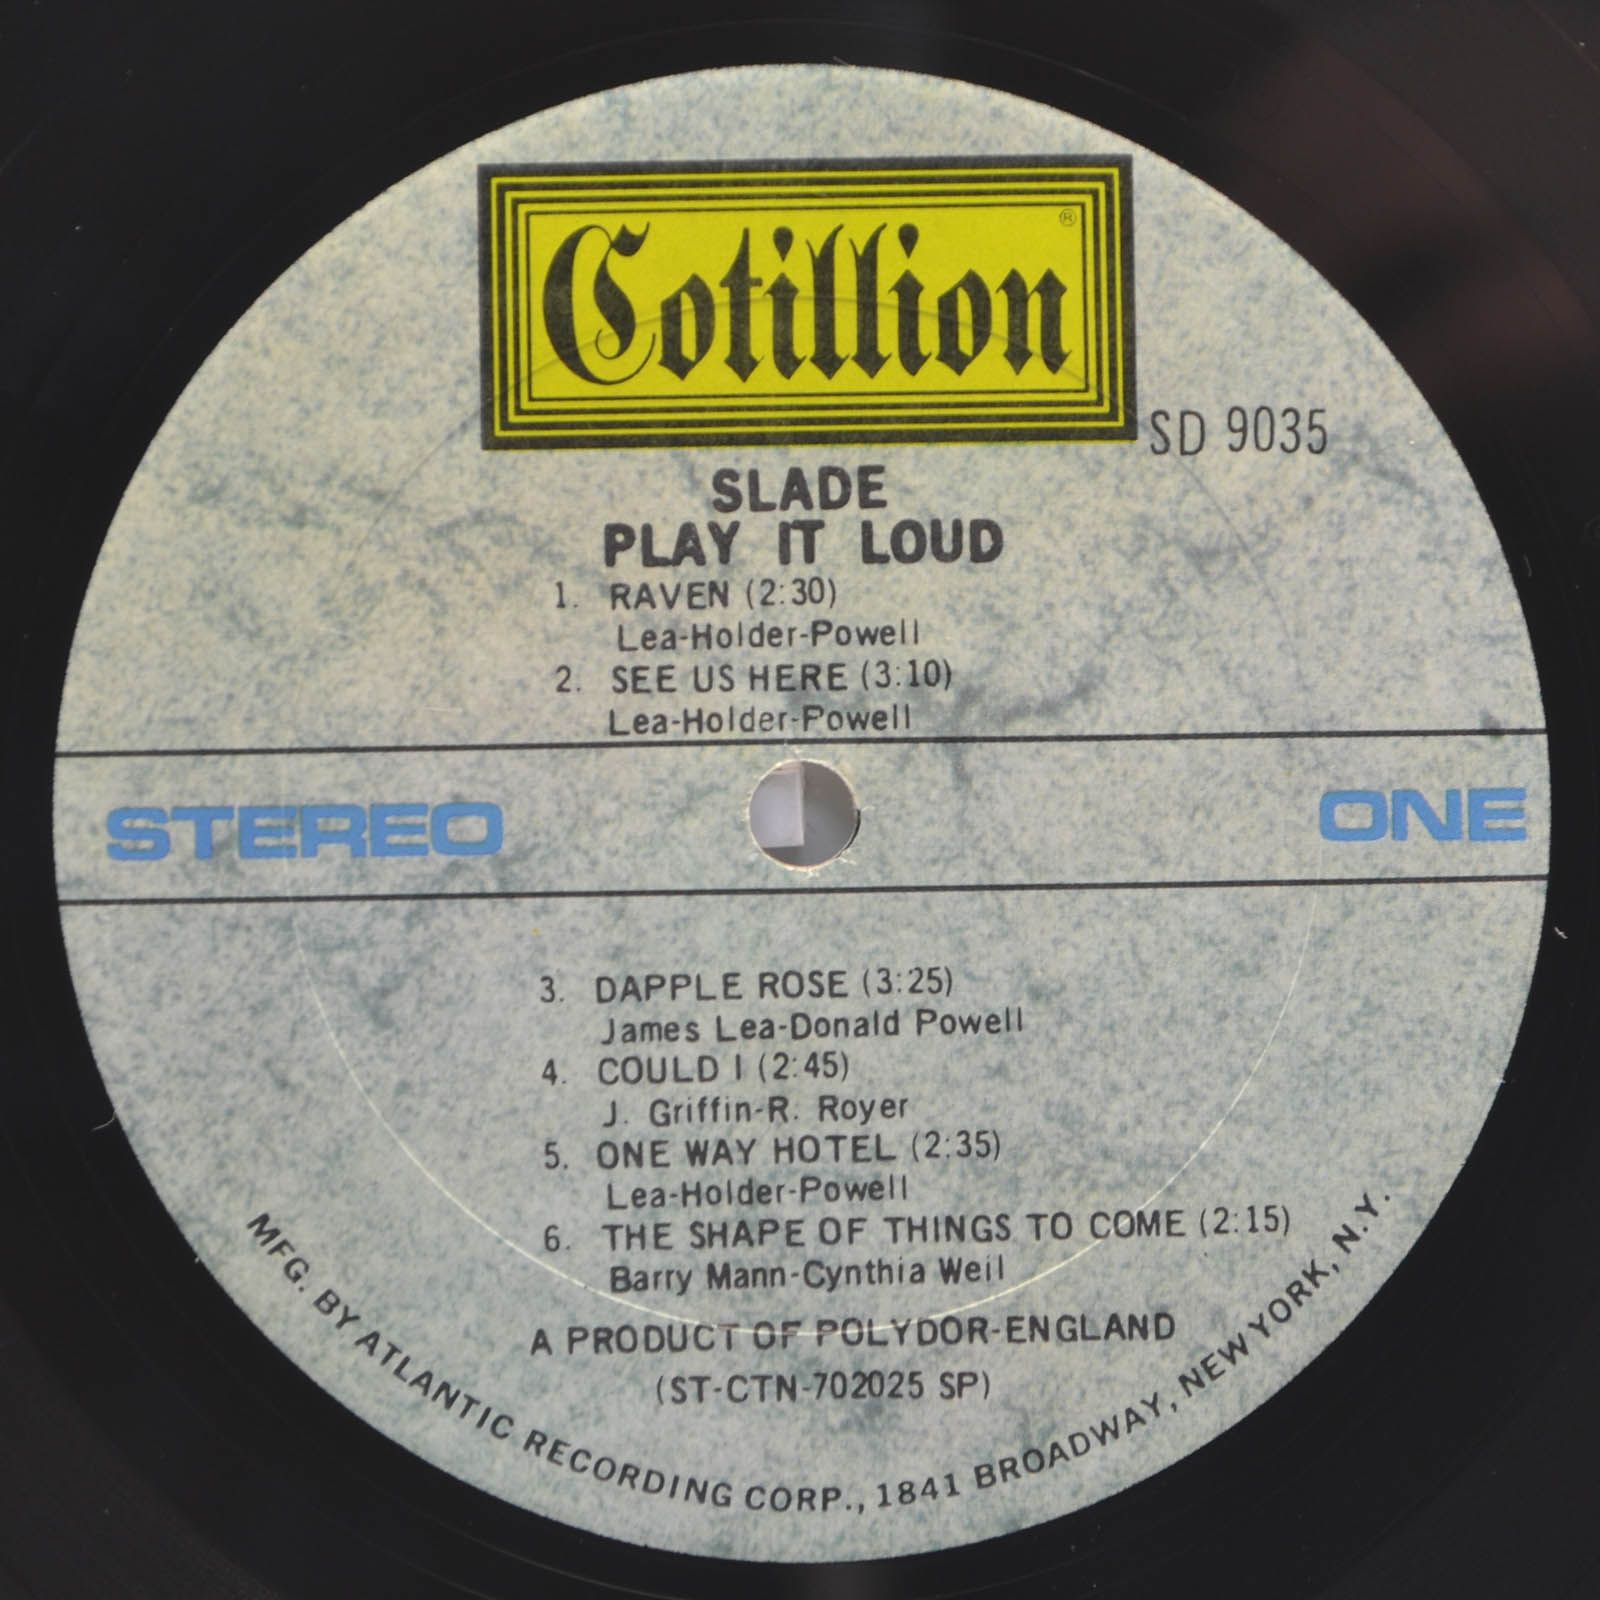 Cotillion ®
SD 9035
SLADE
PLAY IT LOUD
1. RAVEN (2:30)
Lea-Holder-Powell
2. SEE US HERE (3:10)
Lea-Holder-Powell
STEREO
ONE
3. DAPPLE ROSE (3:25)
James Lea-Donald Powell
4. COULD I (2:45)
J. Griffin-R. Royer
5. ONE WAY HOTEL (2:35)
Lea-Holder-Powell
6. THE SHAPE OF THINGS TO COME (2:15)
Barry Mann-Cynthia Weil
A PRODUCT OF POLYDOR-ENGLAND
(ST-CTN-702025 SP)
MFG. BY ATLANTIC RECORDING CORP., 1841 BROADWAY, NEW YORK, N.Y.